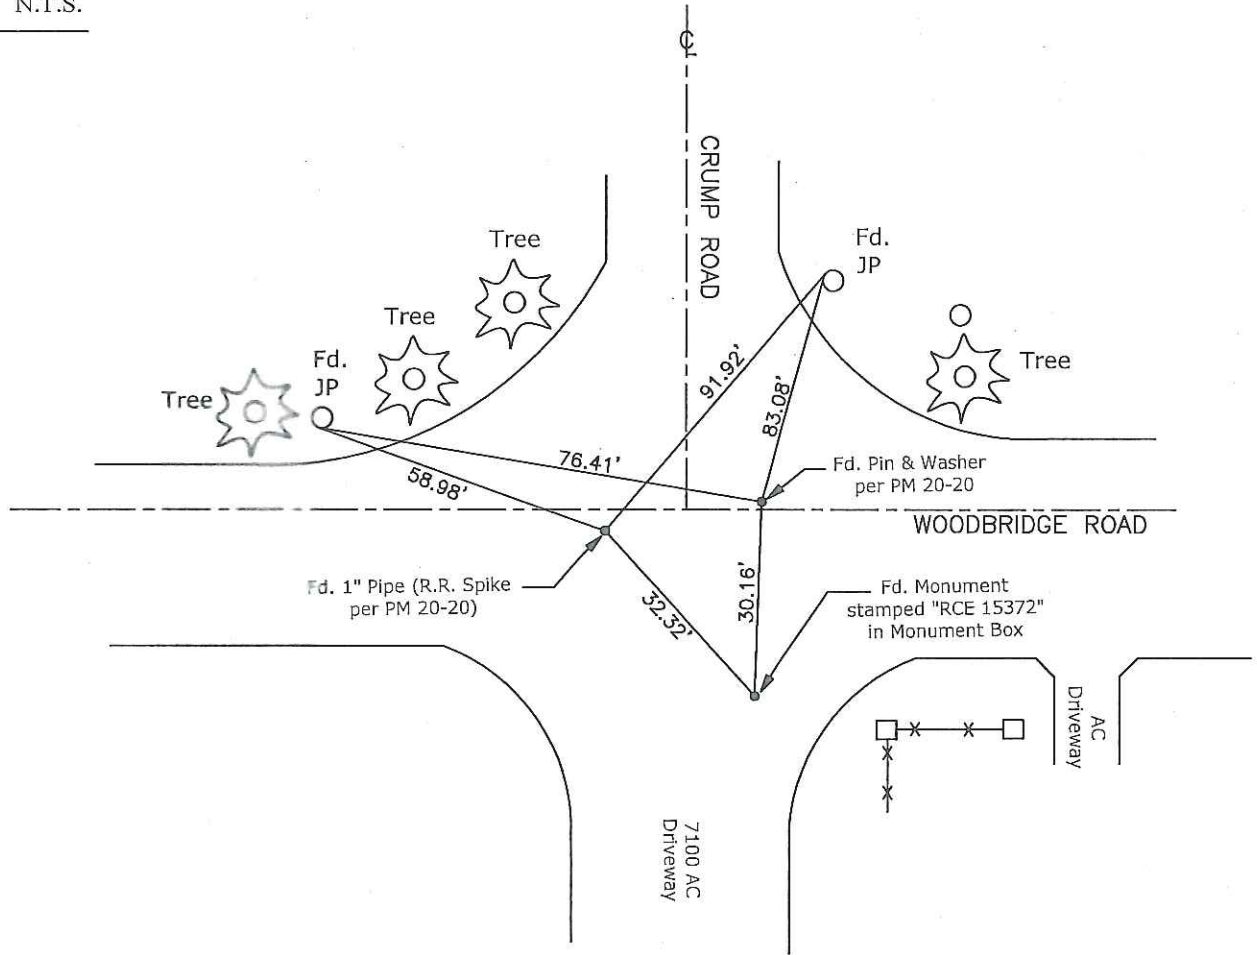 N.T.S.
℄
CRUMP ROAD
Tree
Fd.
JP
Tree
Fd.
JP
Tree
Tree
91.92'
83.08'
76.41'
58.98'
Fd. Pin & Washer
per PM 20-20
WOODBRIDGE ROAD
Fd. 1" Pipe (R.R. Spike
per PM 20-20)
32.32'
30.16'
Fd. Monument
stamped "RCE 15372"
in Monument Box
AC
Driveway
7100 AC
Driveway